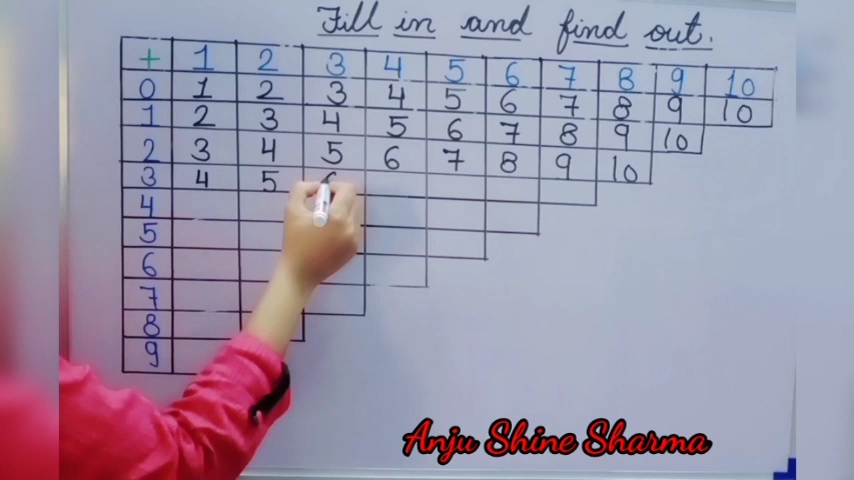 Fill in and find out.
+ 1 2 3 4 5 6 7 8 9 10
0 1 2 3 4 5 6 7 8 9 10
1 2 3 4 5 6 7 8 9 10
2 3 4 5 6 7 8 9 10
3 4 5
4
5
6
7
8
9
Anju Shine Sharma